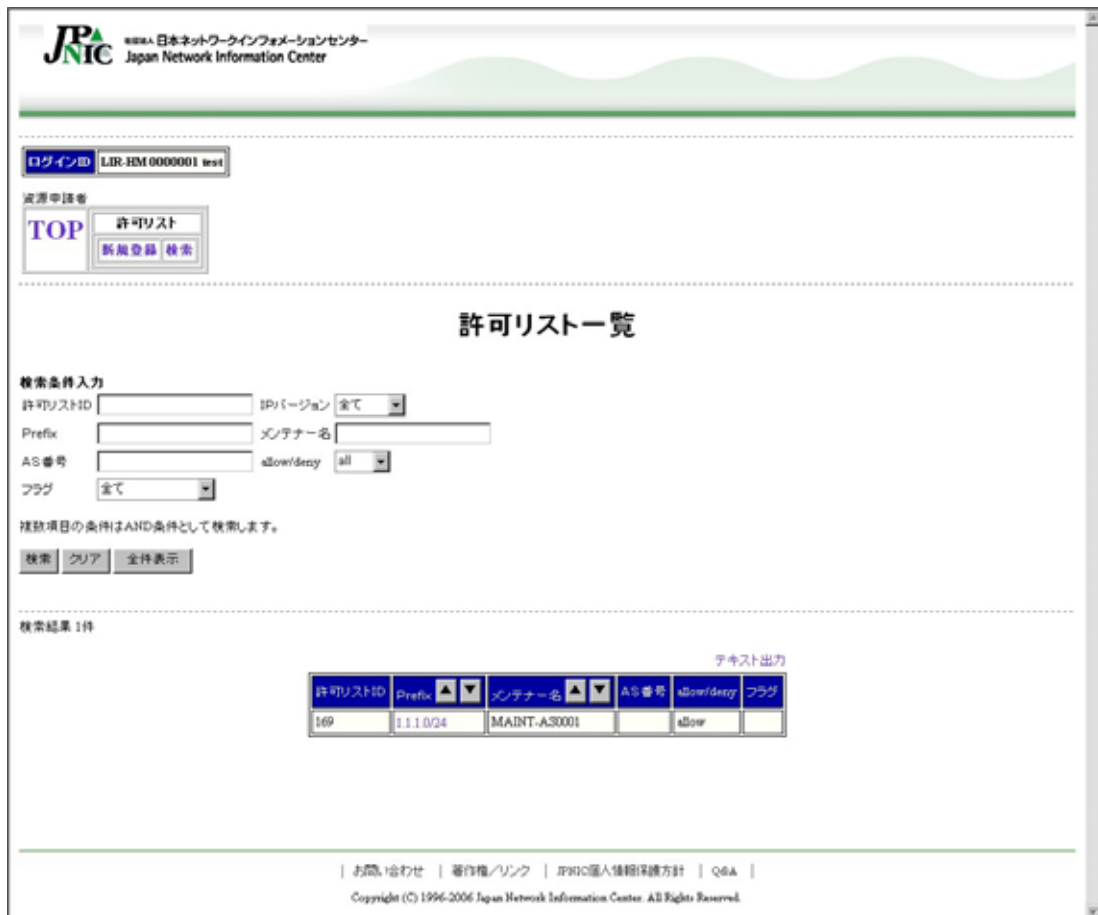 JPNIC 社団法人 日本ネットワークインフォメーションセンター
Japan Network Information Center
ログインID LIR-HM 0000001 test
資源申請者
TOP 許可リスト
新規登録 検索
許可リスト一覧
検索条件入力
許可リストID IPバージョン 全て
Prefix メンテナー名
AS番号 allow/deny all
フラグ 全て
複数項目の条件はAND条件として検索します。
検索 クリア 全件表示
検索結果 1件
テキスト出力
許可リストID Prefix ▲ ▼ メンテナー名 ▲ ▼ AS番号 allow/deny フラグ
169 1.1.1.0/24 MAINT-AS0001 allow
| お問い合わせ | 著作権/リンク | JPNIC個人情報保護方針 | Q&A |
Copyright (C) 1996-2006 Japan Network Information Center. All Rights Reserved.